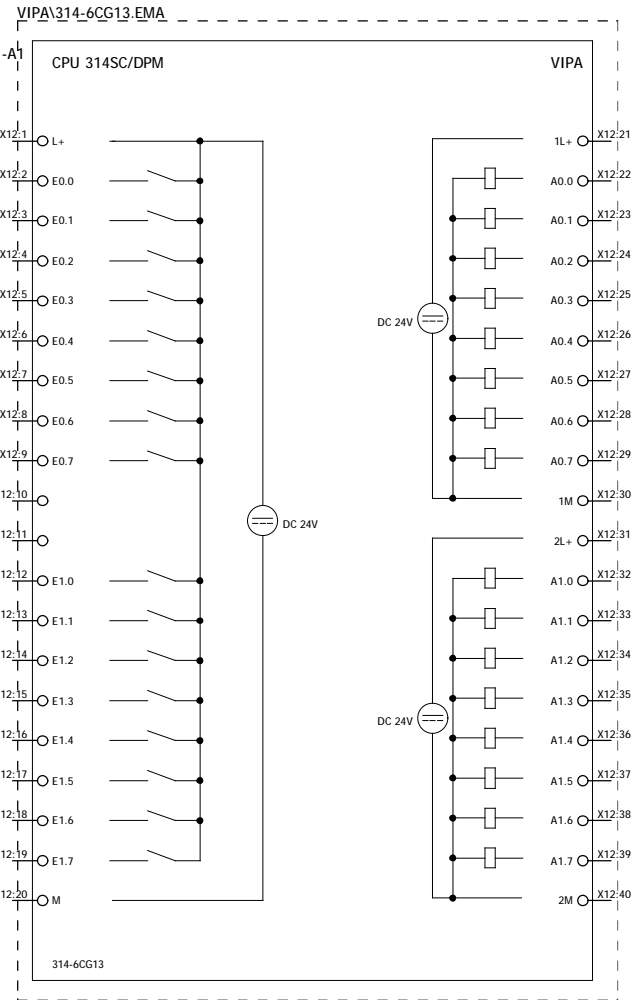 VIPA\314-6CG13.EMA
-A1
CPU 314SC/DPM VIPA
X12:1 L+ 1L+ X12:21
X12:2 E0.0 A0.0 X12:22
X12:3 E0.1 A0.1 X12:23
X12:4 E0.2 A0.2 X12:24
X12:5 E0.3 A0.3 X12:25
DC 24V
X12:6 E0.4 A0.4 X12:26
X12:7 E0.5 A0.5 X12:27
X12:8 E0.6 A0.6 X12:28
X12:9 E0.7 A0.7 X12:29
12:10 1M X12:30
DC 24V
12:11 2L+ X12:31
12:12 E1.0 A1.0 X12:32
12:13 E1.1 A1.1 X12:33
12:14 E1.2 A1.2 X12:34
12:15 E1.3 A1.3 X12:35
DC 24V
12:16 E1.4 A1.4 X12:36
12:17 E1.5 A1.5 X12:37
12:18 E1.6 A1.6 X12:38
12:19 E1.7 A1.7 X12:39
12:20 M 2M X12:40
314-6CG13